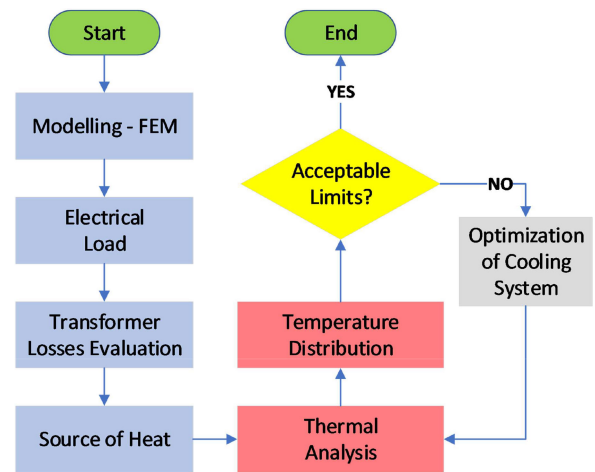 Start
Modelling - FEM
Electrical
Load
Transformer
Losses Evaluation
Source of Heat
Thermal
Analysis
Temperature
Distribution
Acceptable
Limits?
YES
End
NO
Optimization
of Cooling
System